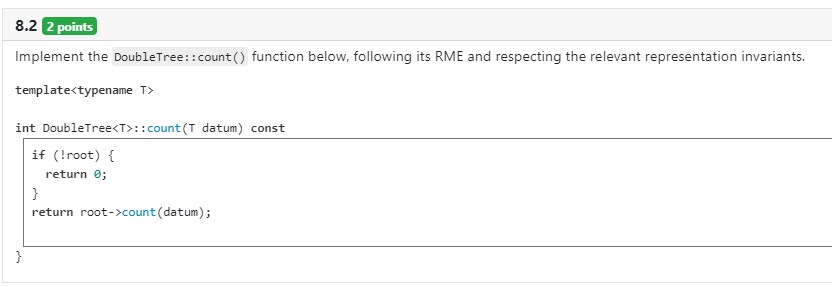 8.2 2 points
Implement the DoubleTree::count() function below, following its RME and respecting the relevant representation invariants.
template<typename T>
int DoubleTree<T>::count(T datum) const
if (!root) {
return 0;
}
return root->count(datum);
}